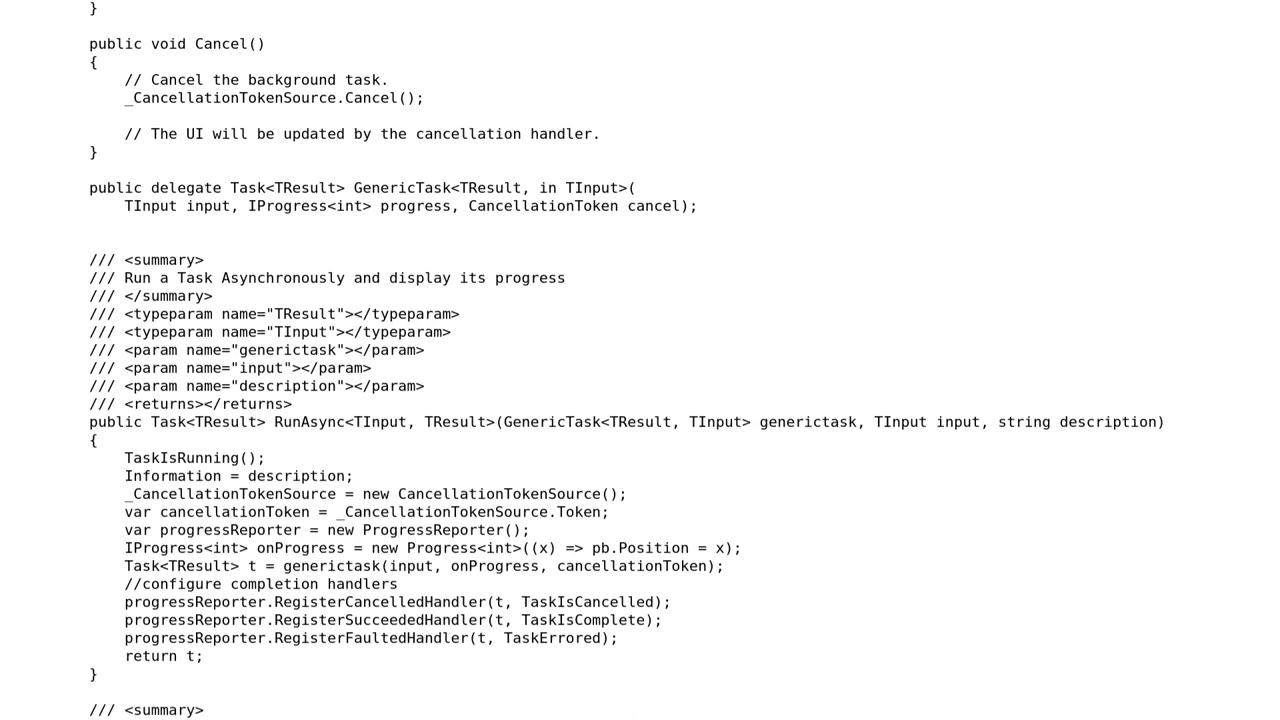 }
public void Cancel()
{
// Cancel the background task.
_CancellationTokenSource.Cancel();
// The UI will be updated by the cancellation handler.
}
public delegate Task<TResult> GenericTask<TResult, in TInput>(
TInput input, IProgress<int> progress, CancellationToken cancel);
/// <summary>
/// Run a Task Asynchronously and display its progress
/// </summary>
/// <typeparam name="TResult"></typeparam>
/// <typeparam name="TInput"></typeparam>
/// <param name="generictask"></param>
/// <param name="input"></param>
/// <param name="description"></param>
/// <returns></returns>
public Task<TResult> RunAsync<TInput, TResult>(GenericTask<TResult, TInput> generictask, TInput input, string description)
{
TaskIsRunning();
Information = description;
_CancellationTokenSource = new CancellationTokenSource();
var cancellationToken = _CancellationTokenSource.Token;
var progressReporter = new ProgressReporter();
IProgress<int> onProgress = new Progress<int>((x) => pb.Position = x);
Task<TResult> t = generictask(input, onProgress, cancellationToken);
//configure completion handlers
progressReporter.RegisterCancelledHandler(t, TaskIsCancelled);
progressReporter.RegisterSucceededHandler(t, TaskIsComplete);
progressReporter.RegisterFaultedHandler(t, TaskErrored);
return t;
}
/// <summary>